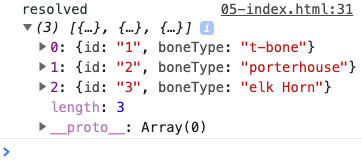 resolved 05-index.html:31
▼(3) [{…}, {…}, {…}] i
▶0: {id: "1", boneType: "t-bone"}
▶1: {id: "2", boneType: "porterhouse"}
▶2: {id: "3", boneType: "elk Horn"}
length: 3
▶__proto__: Array(0)
>